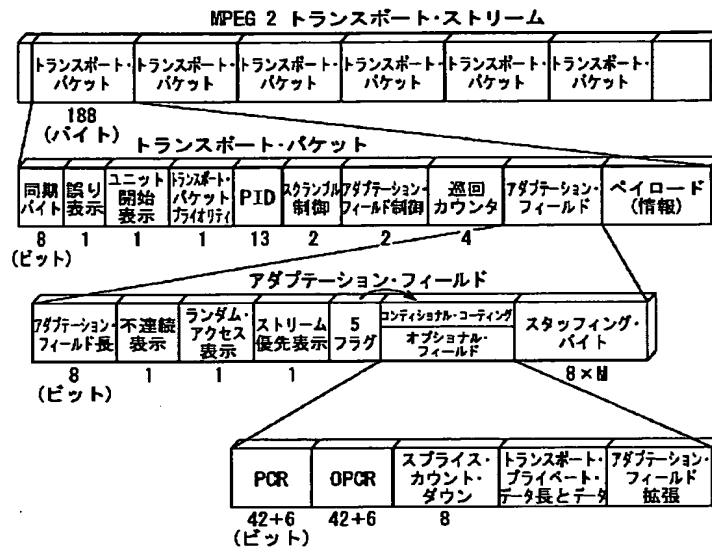 MPEG 2 トランスポート・ストリーム
トランスポート・パケット
トランスポート・パケット
トランスポート・パケット
トランスポート・パケット
トランスポート・パケット
トランスポート・パケット
188
(バイト)
トランスポート・パケット
同期バイト
誤り表示
ユニット開始表示
トランスポート・パケットプライオリティ
PID
スクランブル制御
アダプテーション・フィールド制御
巡回カウンタ
アダプテーション・フィールド
ペイロード(情報)
8 1 1 1 13 2 2 4
(ビット)
アダプテーション・フィールド
アダプテーション・フィールド長
不連続表示
ランダム・アクセス表示
ストリーム優先表示
5フラグ
コンディショナル・コーティング
オプショナル・フィールド
スタッフィング・バイト
8 1 1 1 8×N
(ビット)
PCR
OPCR
スプライス・カウント・ダウン
トランスポート・プライベート・データ長とデータ
アダプテーション・フィールド拡張
42+6 42+6 8
(ビット)